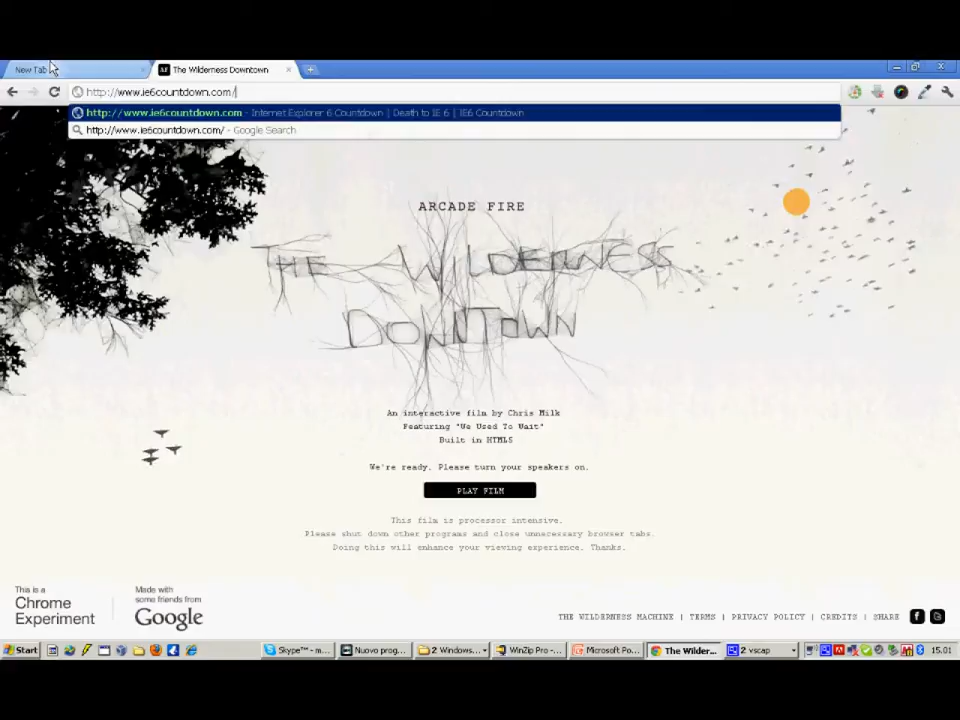 New Tab
The Wilderness Downtown
http://www.ie6countdown.com/
http://www.ie6countdown.com - Internet Explorer 6 Countdown | Death to IE 6 | IE6 Countdown
http://www.ie6countdown.com/ - Google Search
ARCADE FIRE
THE WILDERNESS
DOWNTOWN
An interactive film by Chris Milk
Featuring "We Used To Wait"
Built in HTML5
We're ready. Please turn your speakers on.
PLAY FILM
This film is processor intensive.
Please shut down other programs and close unnecessary browser tabs.
Doing this will enhance your viewing experience. Thanks.
This is a
Chrome
Experiment
Made with
some friends from
Google
THE WILDERNESS MACHINE | TERMS | PRIVACY POLICY | CREDITS | SHARE
Start
Skype™ - m...
Nuovo prog...
2 Windows...
WinZip Pro - ...
Microsoft Po...
The Wilder...
2 vscap
15.01